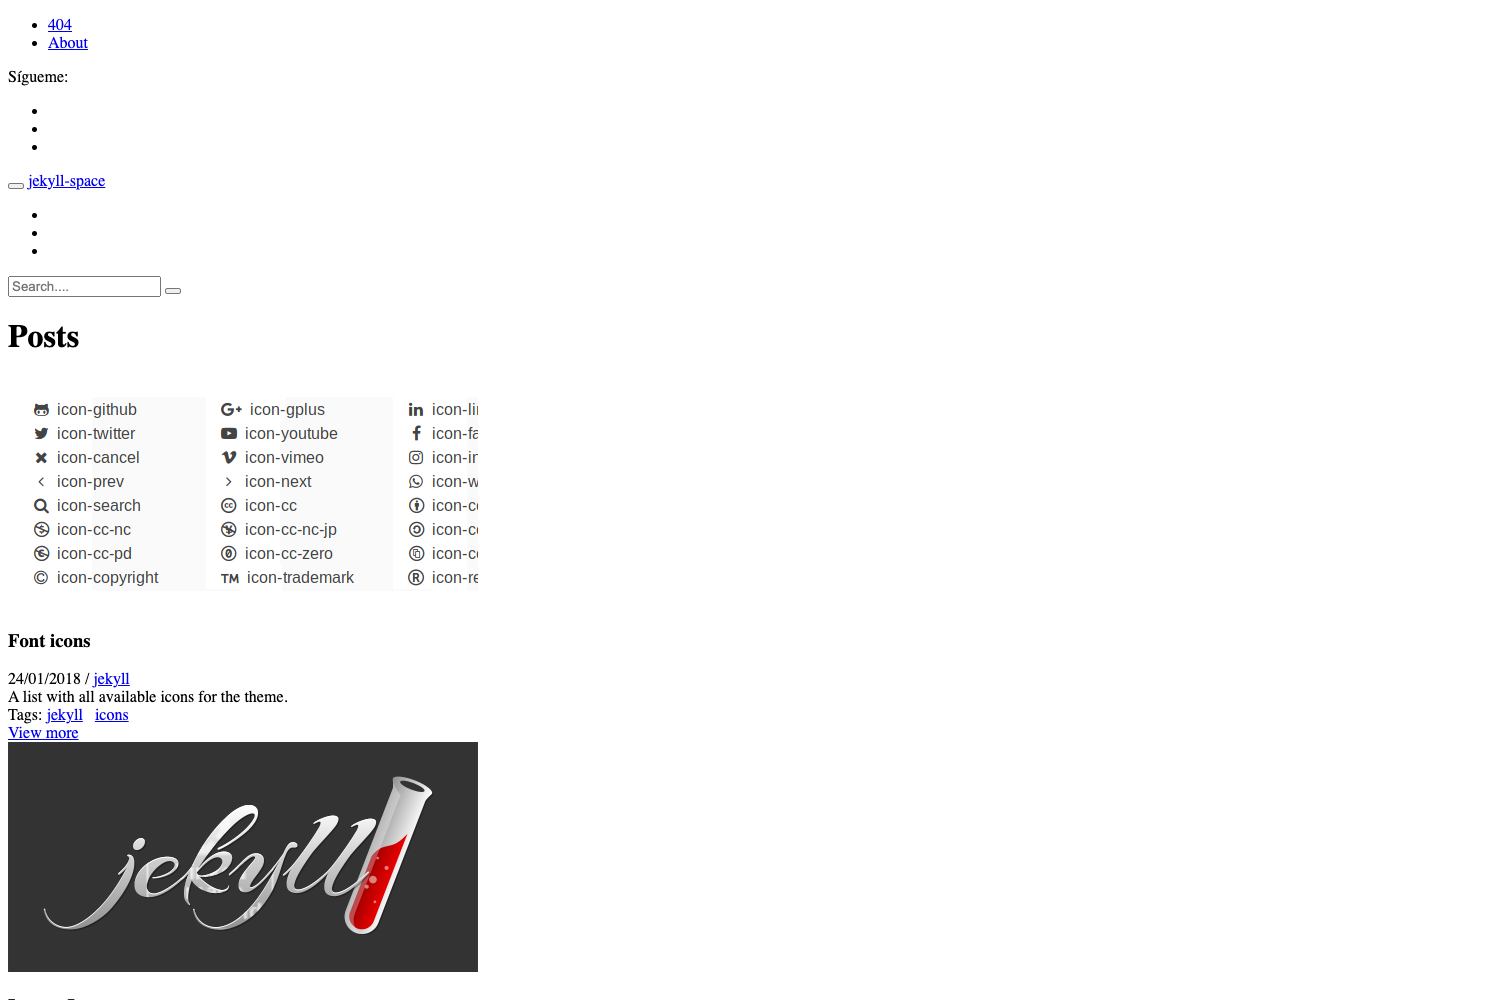 404
About
Sígueme:
jekyll-space
Search....
Posts
icon-github icon-gplus icon-li
icon-twitter icon-youtube icon-fa
icon-cancel icon-vimeo icon-in
icon-prev icon-next icon-w
icon-search icon-cc icon-c
icon-cc-nc icon-cc-nc-jp icon-c
icon-cc-pd icon-cc-zero icon-c
icon-copyright icon-trademark icon-re
Font icons
24/01/2018 / jekyll
A list with all available icons for the theme.
Tags: jekyll icons
View more
jekyll